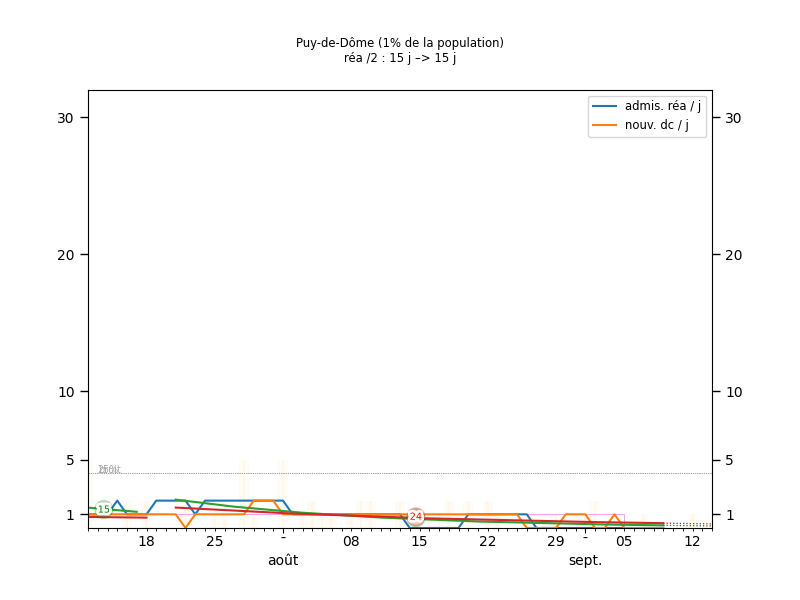 Puy-de-Dôme (1% de la population)
réa /2 : 15 j –> 15 j
admis. réa / j
nouv. dc / j
30 30
20 20
10 10
5 5
1 1
15
24
18 25 - 08 15 22 29 - 05 12
août sept.